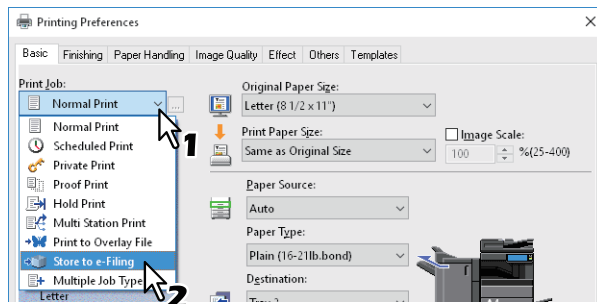 Printing Preferences
Basic Finishing Paper Handling Image Quality Effect Others Templates
Print Job:
Normal Print
...
Normal Print
Scheduled Print
Private Print
Proof Print
Hold Print
Multi Station Print
Print to Overlay File
Store to e-Filing
Multiple Job Type
Letter
1
2
Original Paper Size:
Letter (8 1/2 x 11")
Print Paper Size:
Same as Original Size
Image Scale:
100 %(25-400)
Paper Source:
Auto
Paper Type:
Plain (16-21lb.bond)
Destination:
Tray 2